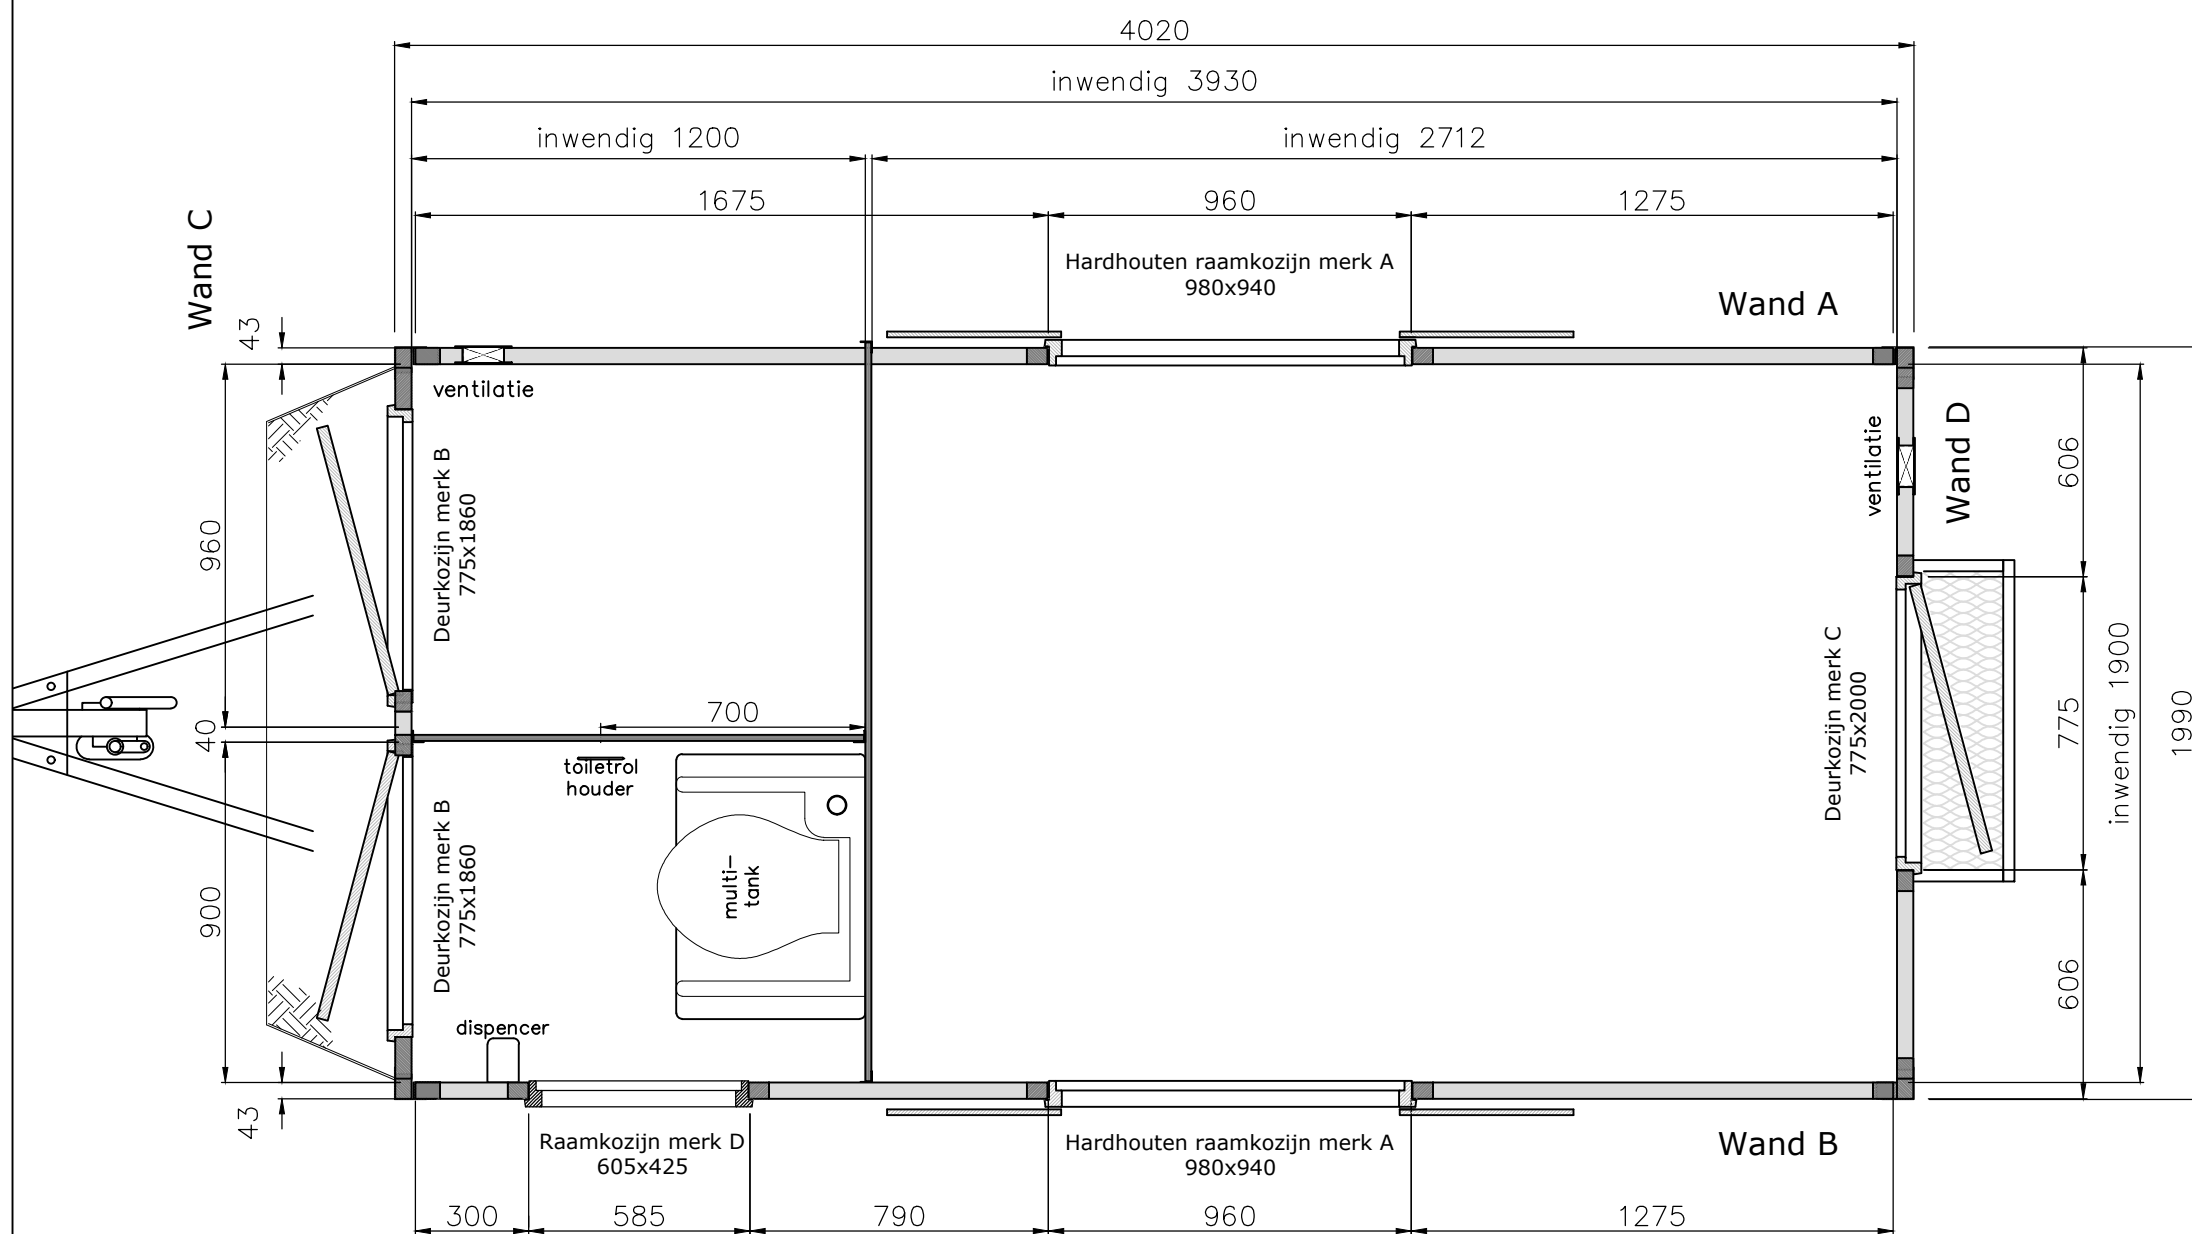 4020
inwendig 3930
inwendig 1200
inwendig 2712
1675
960
1275
Hardhouten raamkozijn merk A
980x940
Wand A
Wand C
43
ventilatie
Deurkozijn merk B
775x1860
960
40
700
toiletrol
houder
multi-
tank
Deurkozijn merk B
775x1860
900
dispencer
43
ventilatie
Wand D
606
Deurkozijn merk C
775x2000
775
inwendig 1900
1990
606
Raamkozijn merk D
605x425
Hardhouten raamkozijn merk A
980x940
Wand B
300
585
790
960
1275